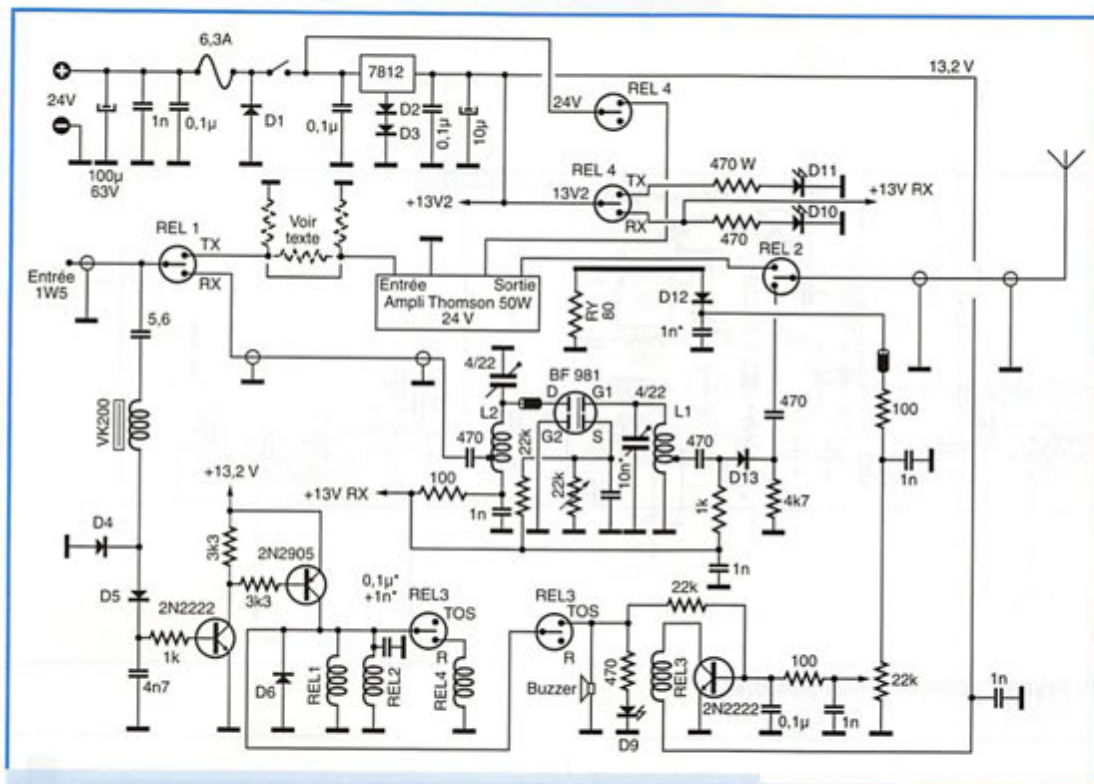 6,3A
7812
13,2 V
24V
1n
0,1µ
D1
0,1µ
D2
D3
0,1µ
10µ
100µ
63V
24V
REL 4
REL 4
TX
13V2
RX
470 W
D11
+13V RX
470
D10
+13V2
Voir
texte
REL 1
TX
RX
Entrée
1W5
Entrée
Sortie
Ampli Thomson 50W
24 V
REL 2
RY
80
D12
1n*
5,6
VK200
4/22
BF 981
D
G1
G2
S
4/22
L2
L1
470
22k
22k
10n*
470
D13
470
4k7
1k
1n
100
1n
+13V RX
100
1n
+13,2 V
D4
3k3
2N2905
3k3
D5
2N2222
1k
4n7
0,1µ*
+1n*
REL3
TOS
R
D6
REL1
REL2
REL4
REL3
TOS
R
Buzzer
470
D9
22k
REL3
2N2222
100
0,1µ
1n
22k
1n